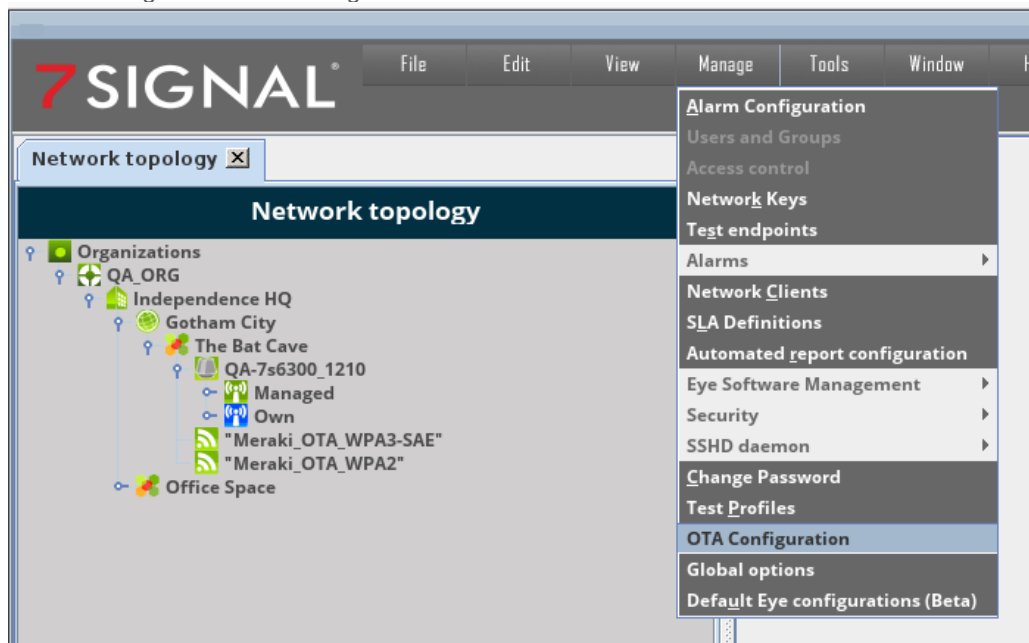 7SIGNAL®
File Edit View Manage Tools Window
Network topology
Network topology
Organizations
QA_ORG
Independence HQ
Gotham City
The Bat Cave
QA-7s6300_1210
Managed
Own
"Meraki_OTA_WPA3-SAE"
"Meraki_OTA_WPA2"
Office Space
Alarm Configuration
Users and Groups
Access control
Network Keys
Test endpoints
Alarms
Network Clients
SLA Definitions
Automated report configuration
Eye Software Management
Security
SSHD daemon
Change Password
Test Profiles
OTA Configuration
Global options
Default Eye configurations (Beta)